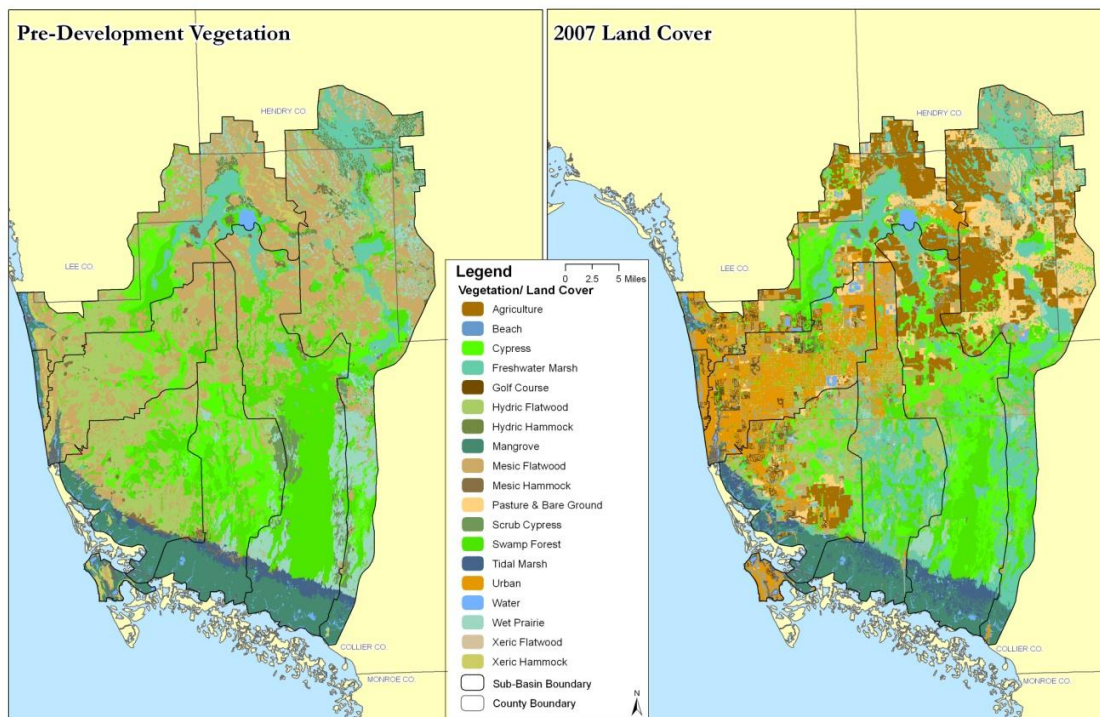 Pre-Development Vegetation
HENDRY CO.
LEE CO.
COLLIER CO.
MONROE CO.
Legend
0 2.5 5 Miles
Vegetation/ Land Cover
Agriculture
Beach
Cypress
Freshwater Marsh
Golf Course
Hydric Flatwood
Hydric Hammock
Mangrove
Mesic Flatwood
Mesic Hammock
Pasture & Bare Ground
Scrub Cypress
Swamp Forest
Tidal Marsh
Urban
Water
Wet Prairie
Xeric Flatwood
Xeric Hammock
Sub-Basin Boundary
County Boundary
N
2007 Land Cover
HENDRY CO.
LEE CO.
COLLIER CO.
MONROE CO.